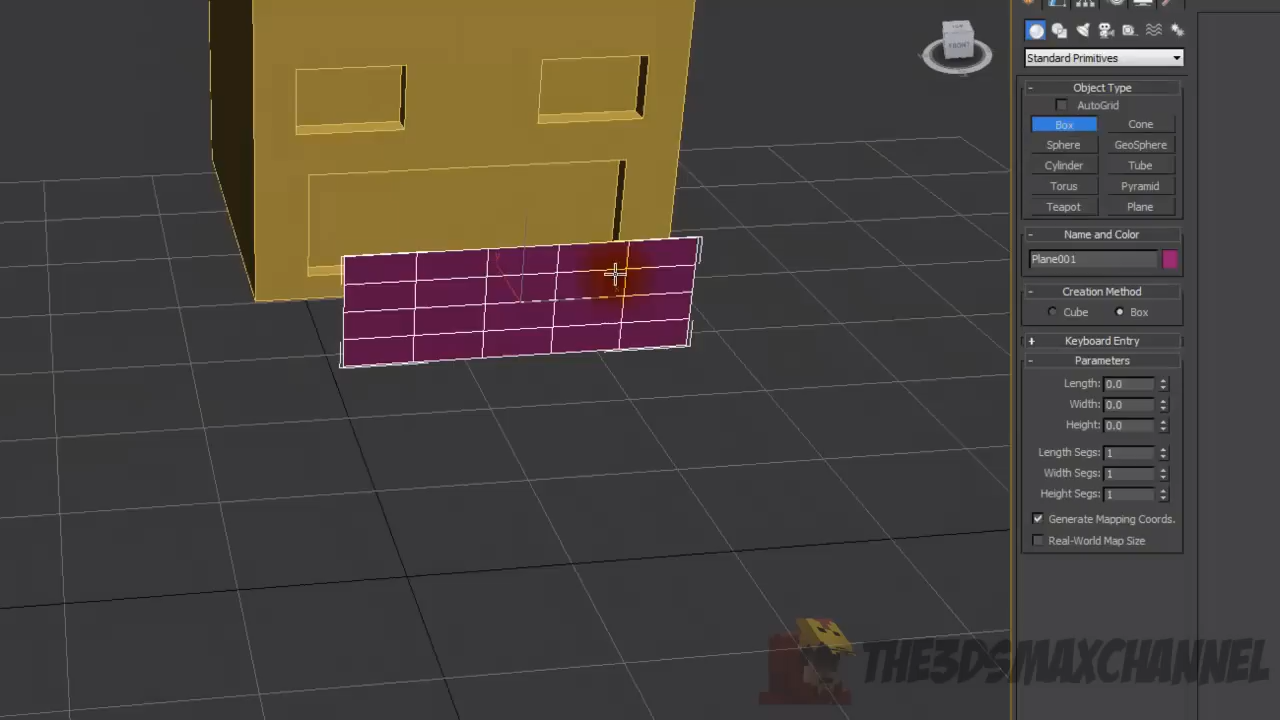 FRONT
Standard Primitives
- Object Type
AutoGrid
Box Cone
Sphere GeoSphere
Cylinder Tube
Torus Pyramid
Teapot Plane
- Name and Color
Plane001
- Creation Method
Cube Box
+ Keyboard Entry
- Parameters
Length: 0.0
Width: 0.0
Height: 0.0
Length Segs: 1
Width Segs: 1
Height Segs: 1
Generate Mapping Coords.
Real-World Map Size
THE3DSMAXCHANNEL